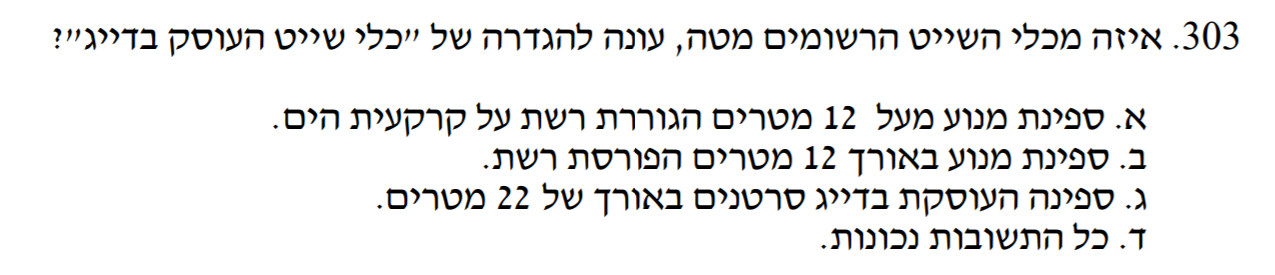 303. איזה מכלי השייט הרשומים מטה, עונה להגדרה של "כלי שייט העוסק בדייג"?
א. ספינת מנוע מעל 12 מטרים הגוררת רשת על קרקעית הים.
ב. ספינת מנוע באורך 12 מטרים הפורסת רשת.
ג. ספינה העוסקת בדייג סרטנים באורך של 22 מטרים.
ד. כל התשובות נכונות.